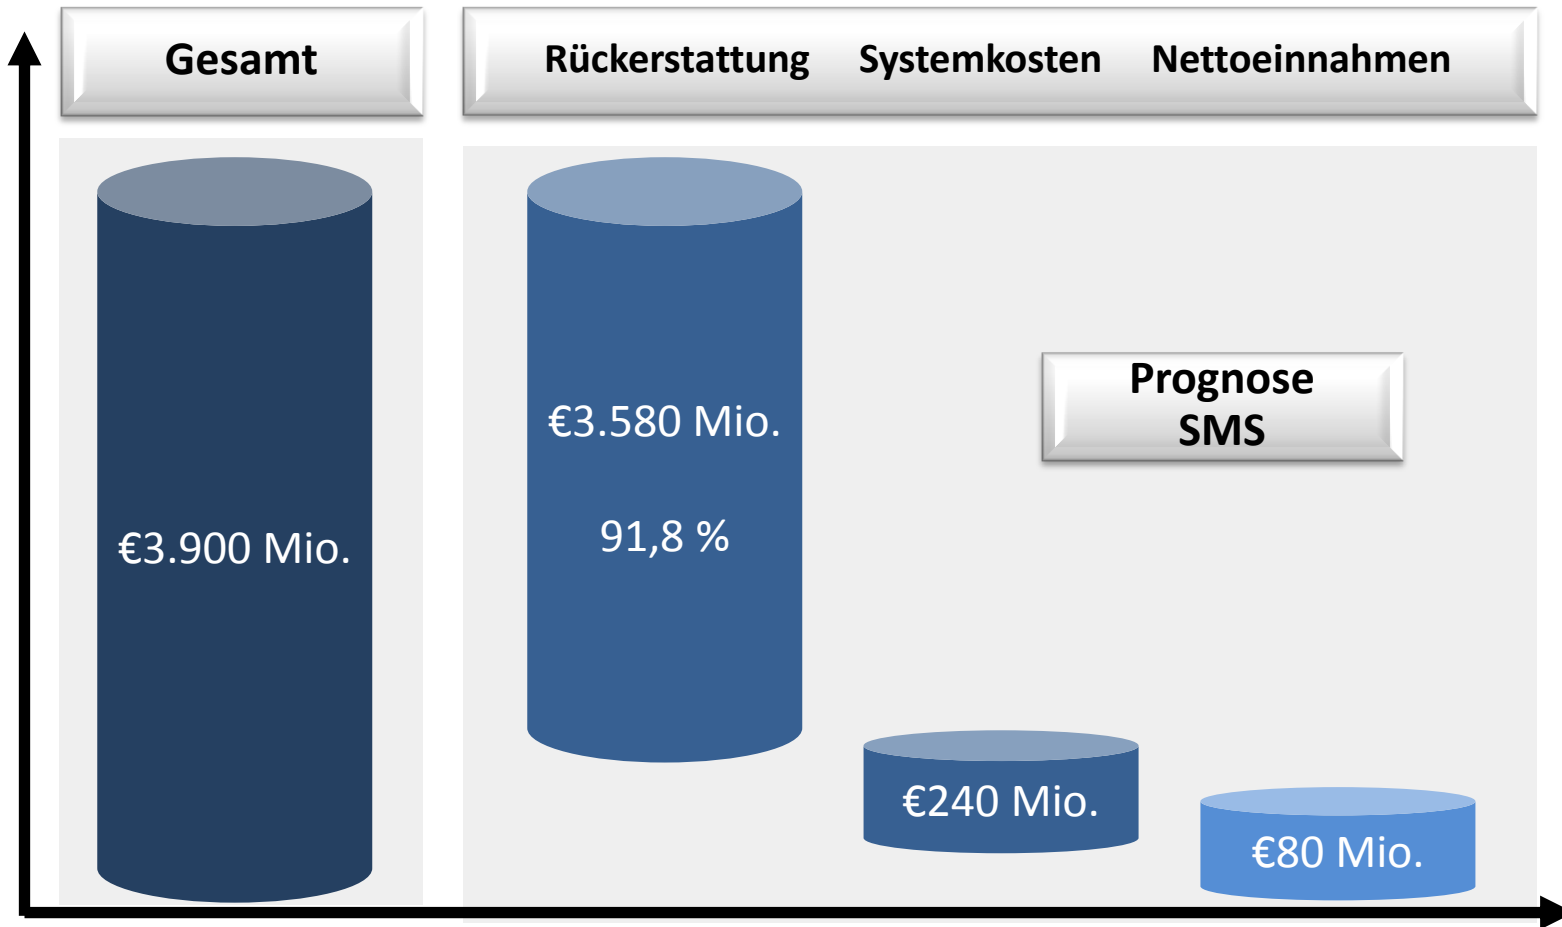 Gesamt
Rückerstattung Systemkosten Nettoeinnahmen
€3.900 Mio.
€3.580 Mio.
91,8 %
Prognose
SMS
€240 Mio.
€80 Mio.